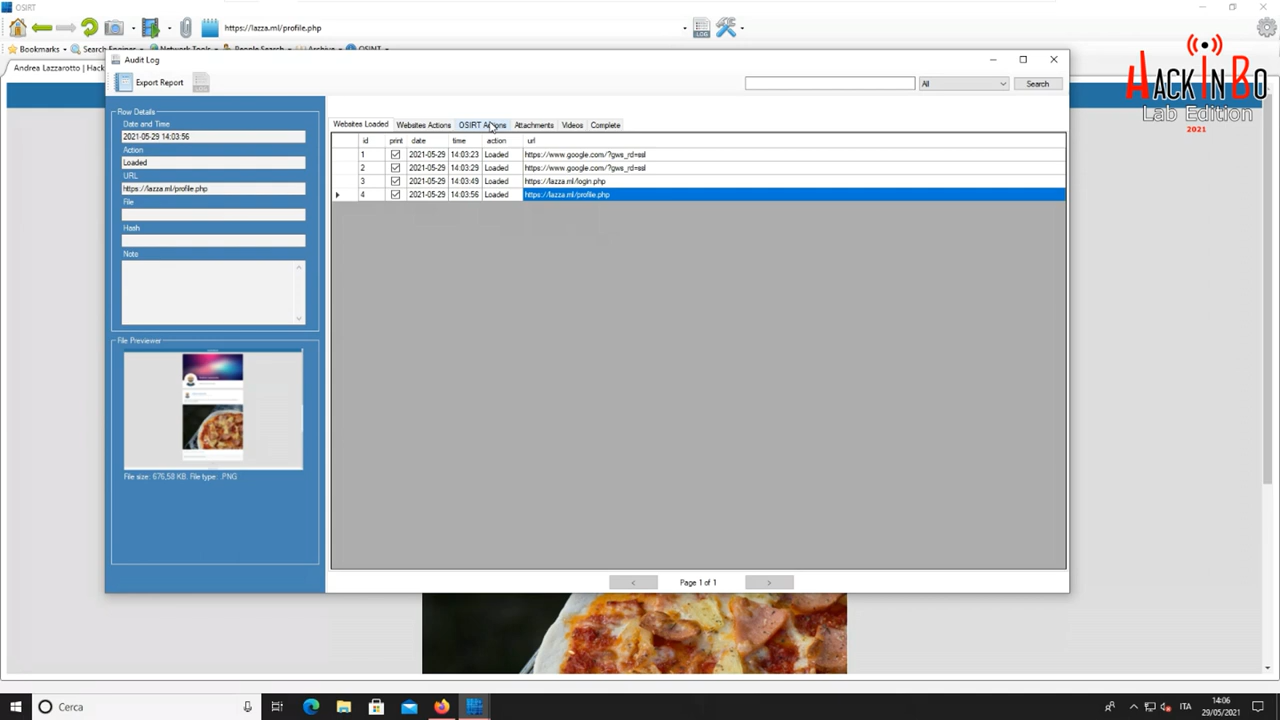 OSIRT
https://lazza.ml/profile.php
LOG
Bookmarks
Andrea Lazzarotto | Hack
Audit Log
Export Report
All
Search
Row Details
Date and Time
2021-05-29 14:03:56
Action
Loaded
URL
https://lazza.ml/profile.php
File
Hash
Note
File Previewer
File size: 676,58 KB. File type: .PNG
Websites Loaded
Websites Actions
OSIRT Actions
Attachments
Videos
Complete
id print date time action url
1 2021-05-29 14:03:23 Loaded https://www.google.com/?gws_rd=ssl
2 2021-05-29 14:03:29 Loaded https://www.google.com/?gws_rd=ssl
3 2021-05-29 14:03:49 Loaded https://lazza.ml/login.php
4 2021-05-29 14:03:56 Loaded https://lazza.ml/profile.php
< Page 1 of 1 >
HackInBo
Lab Edition
2021
Cerca
ITA
14:06
29/05/2021